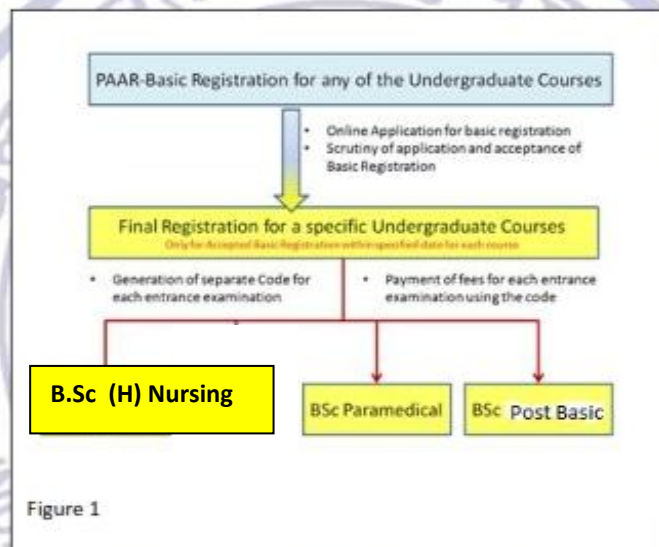 PAAR-Basic Registration for any of the Undergraduate Courses
• Online Application for basic registration
• Scrutiny of application and acceptance of
Basic Registration
Final Registration for a specific Undergraduate Courses
Only for Accepted Basic Registration within specified date for each course
• Generation of separate Code for
each entrance examination
• Payment of fees for each entrance
examination using the code
B.Sc (H) Nursing
BSc Paramedical
BSc Post Basic
Figure 1